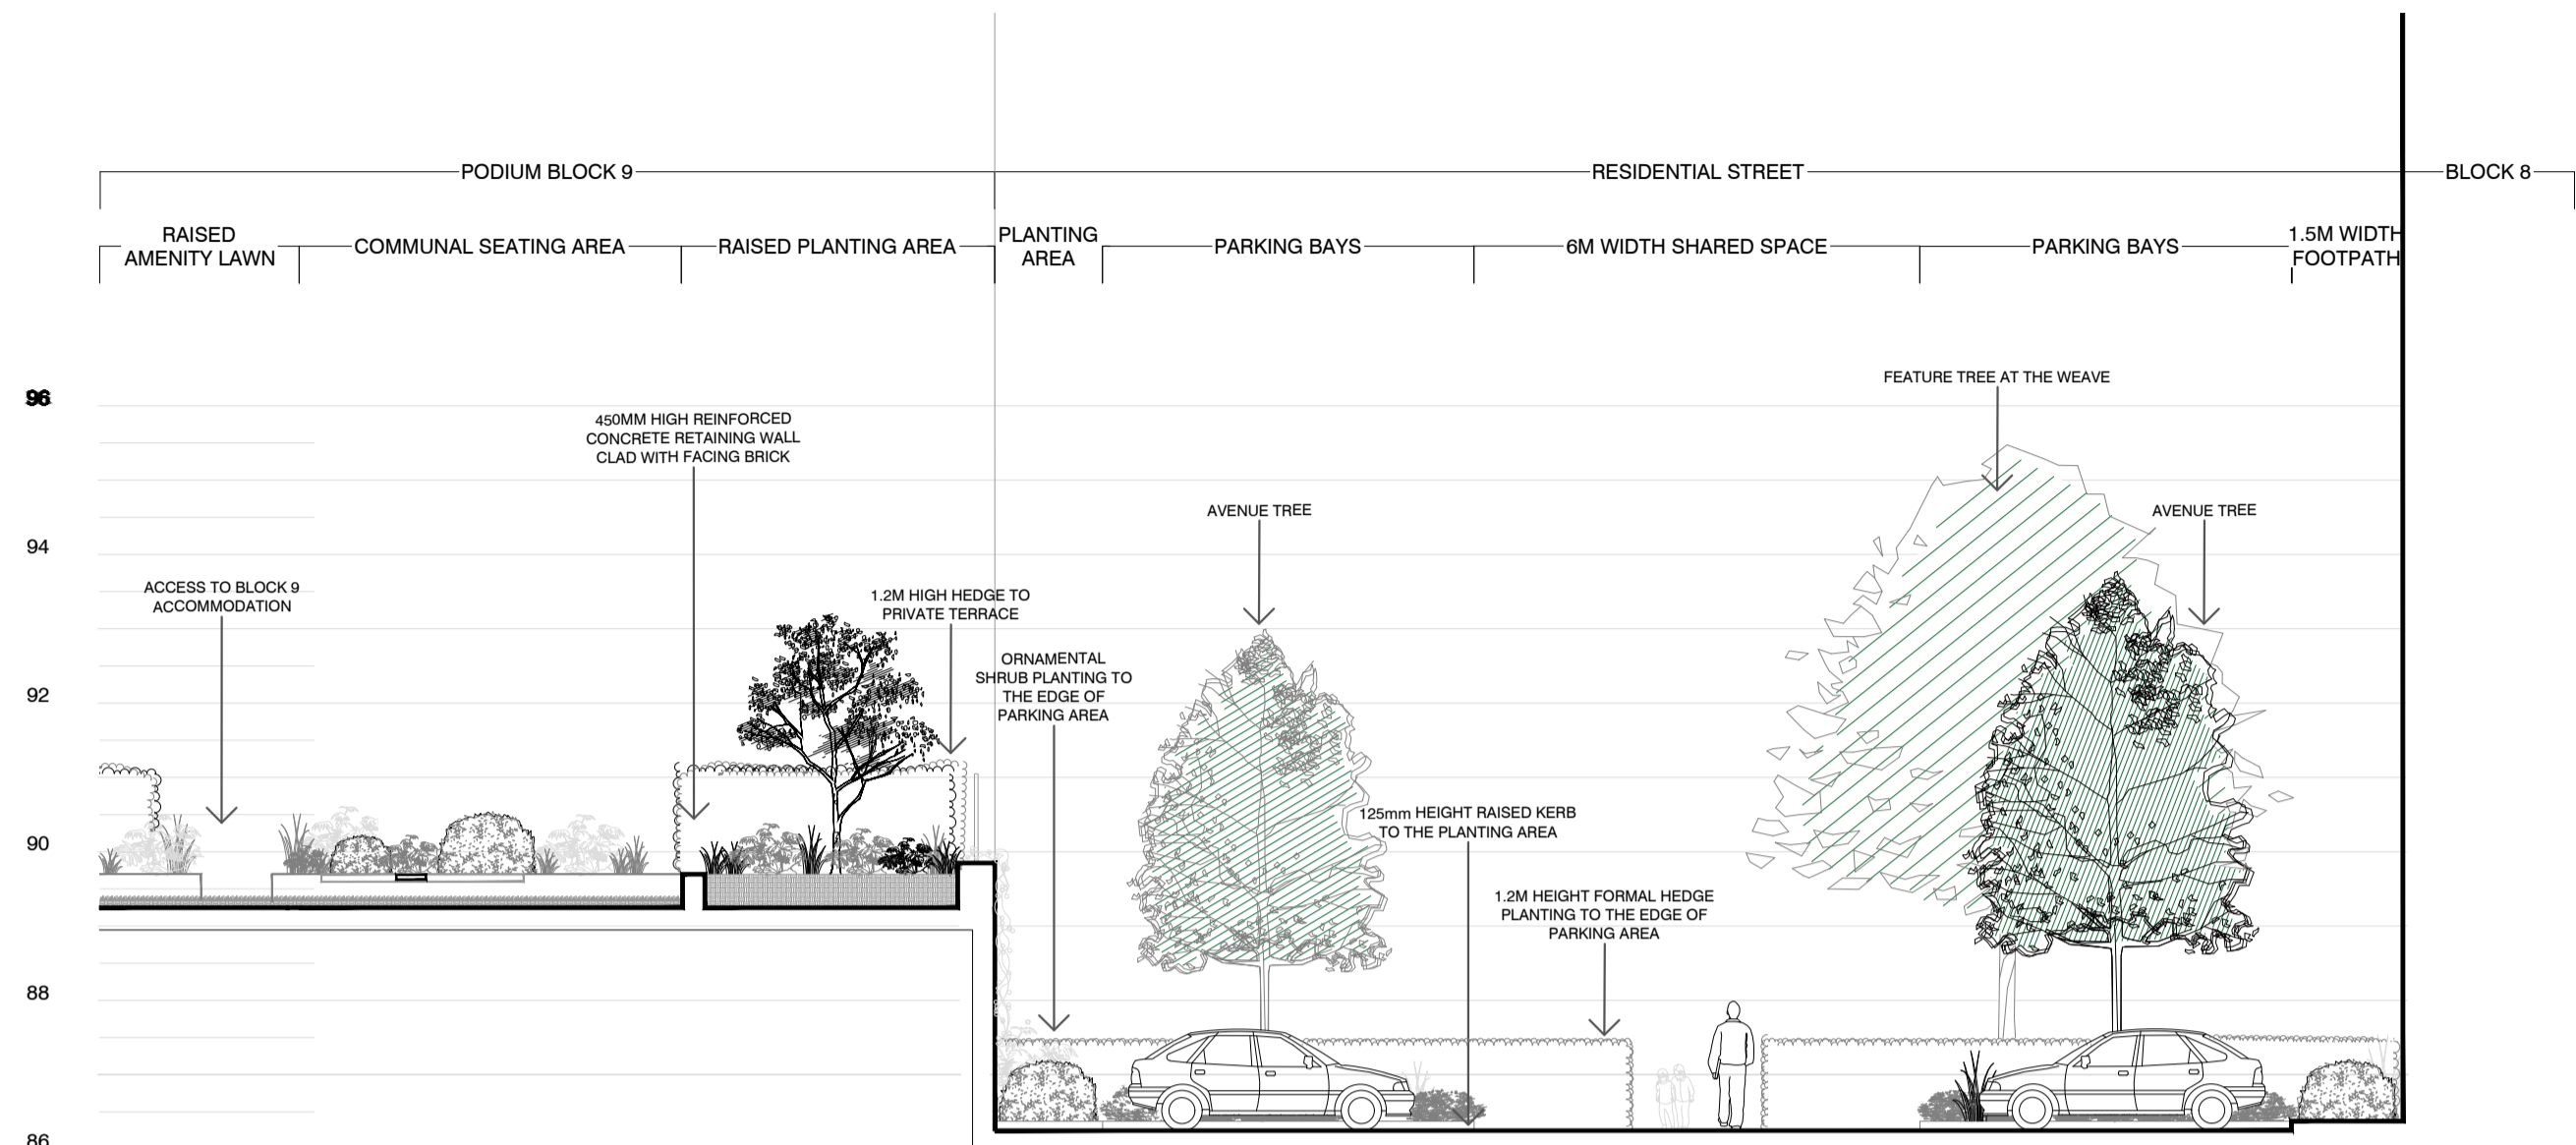 PODIUM BLOCK 9
RESIDENTIAL STREET
BLOCK 8
RAISED
AMENITY LAWN
COMMUNAL SEATING AREA
RAISED PLANTING AREA
PLANTING
AREA
PARKING BAYS
6M WIDTH SHARED SPACE
PARKING BAYS
1.5M WIDTH
FOOTPATH
FEATURE TREE AT THE WEAVE
96
450MM HIGH REINFORCED
CONCRETE RETAINING WALL
CLAD WITH FACING BRICK
AVENUE TREE
AVENUE TREE
94
ACCESS TO BLOCK 9
ACCOMMODATION
1.2M HIGH HEDGE TO
PRIVATE TERRACE
ORNAMENTAL
SHRUB PLANTING TO
THE EDGE OF
PARKING AREA
92
125mm HEIGHT RAISED KERB
TO THE PLANTING AREA
90
1.2M HEIGHT FORMAL HEDGE
PLANTING TO THE EDGE OF
PARKING AREA
88
86